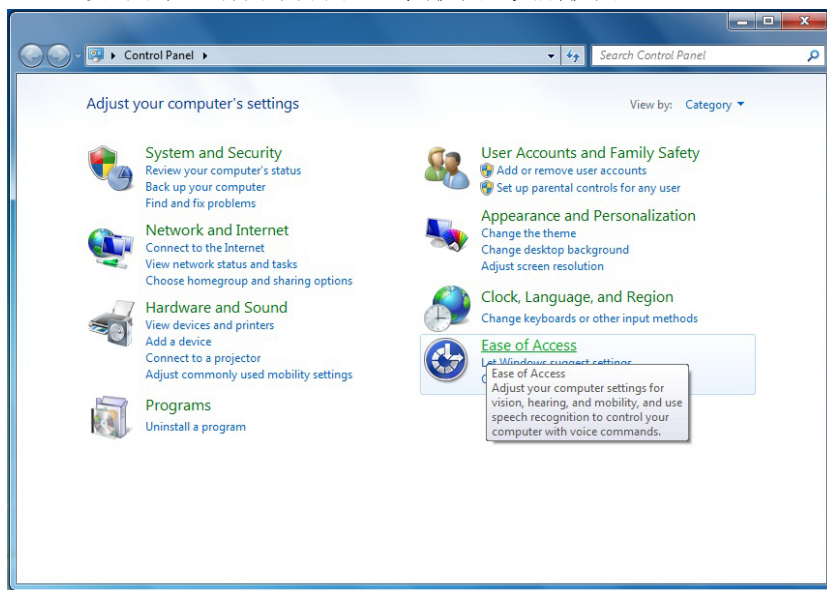 Control Panel
Search Control Panel
Adjust your computer's settings
View by: Category
System and Security
Review your computer's status
Back up your computer
Find and fix problems
Network and Internet
Connect to the Internet
View network status and tasks
Choose homegroup and sharing options
Hardware and Sound
View devices and printers
Add a device
Connect to a projector
Adjust commonly used mobility settings
Programs
Uninstall a program
User Accounts and Family Safety
Add or remove user accounts
Set up parental controls for any user
Appearance and Personalization
Change the theme
Change desktop background
Adjust screen resolution
Clock, Language, and Region
Change keyboards or other input methods
Ease of Access
Let Windows suggest settings
Ease of Access
Adjust your computer settings for
vision, hearing, and mobility, and use
speech recognition to control your
computer with voice commands.